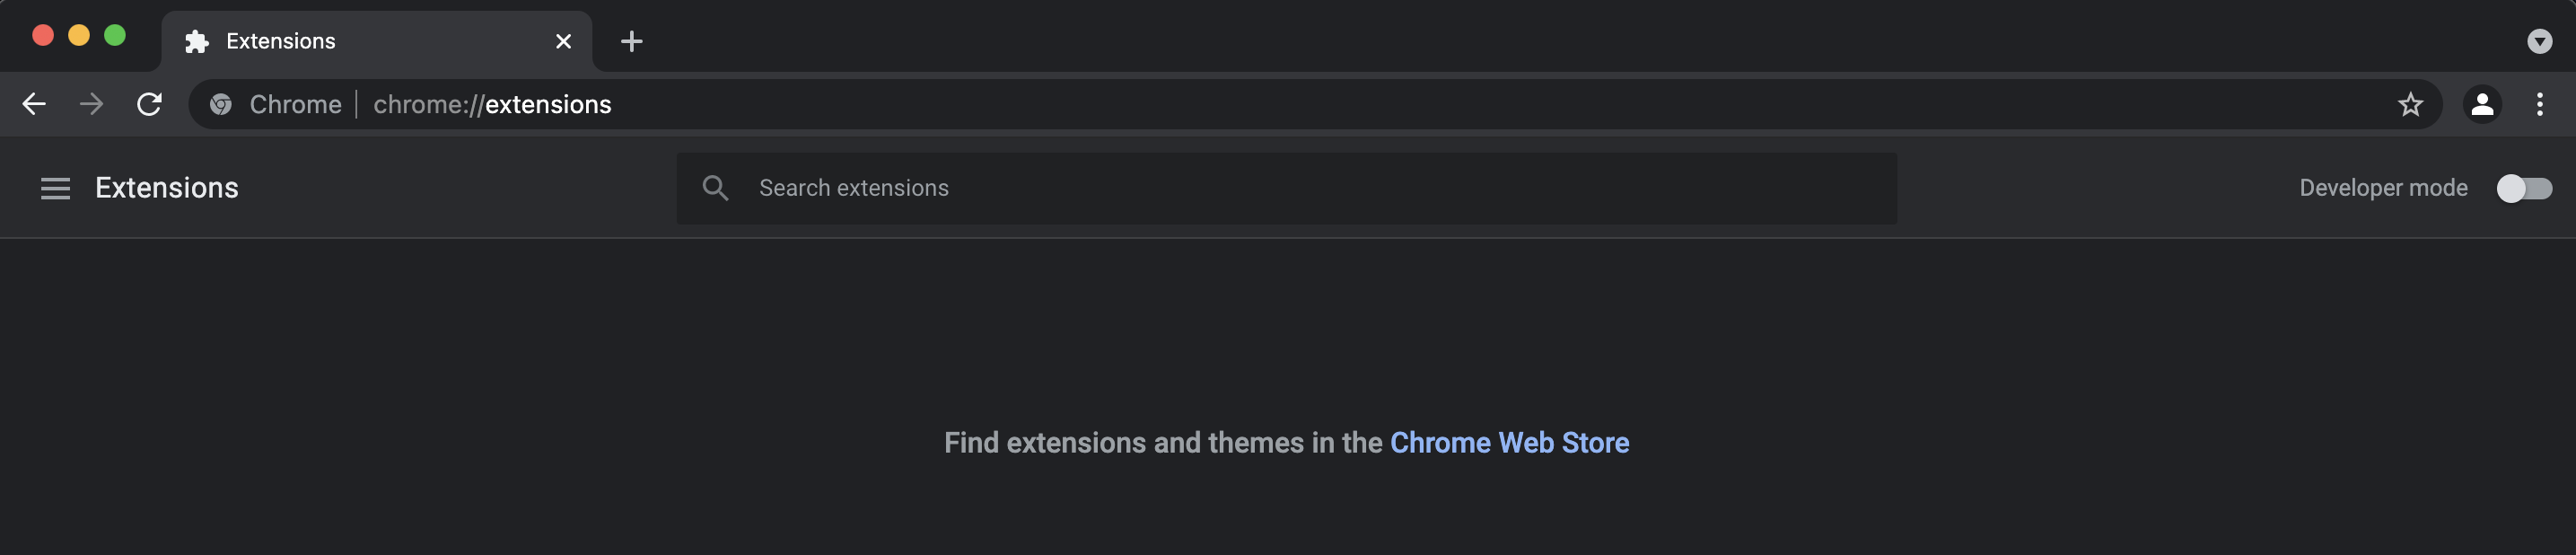 Extensions
Chrome | chrome://extensions
Extensions
Search extensions
Developer mode
Find extensions and themes in the Chrome Web Store